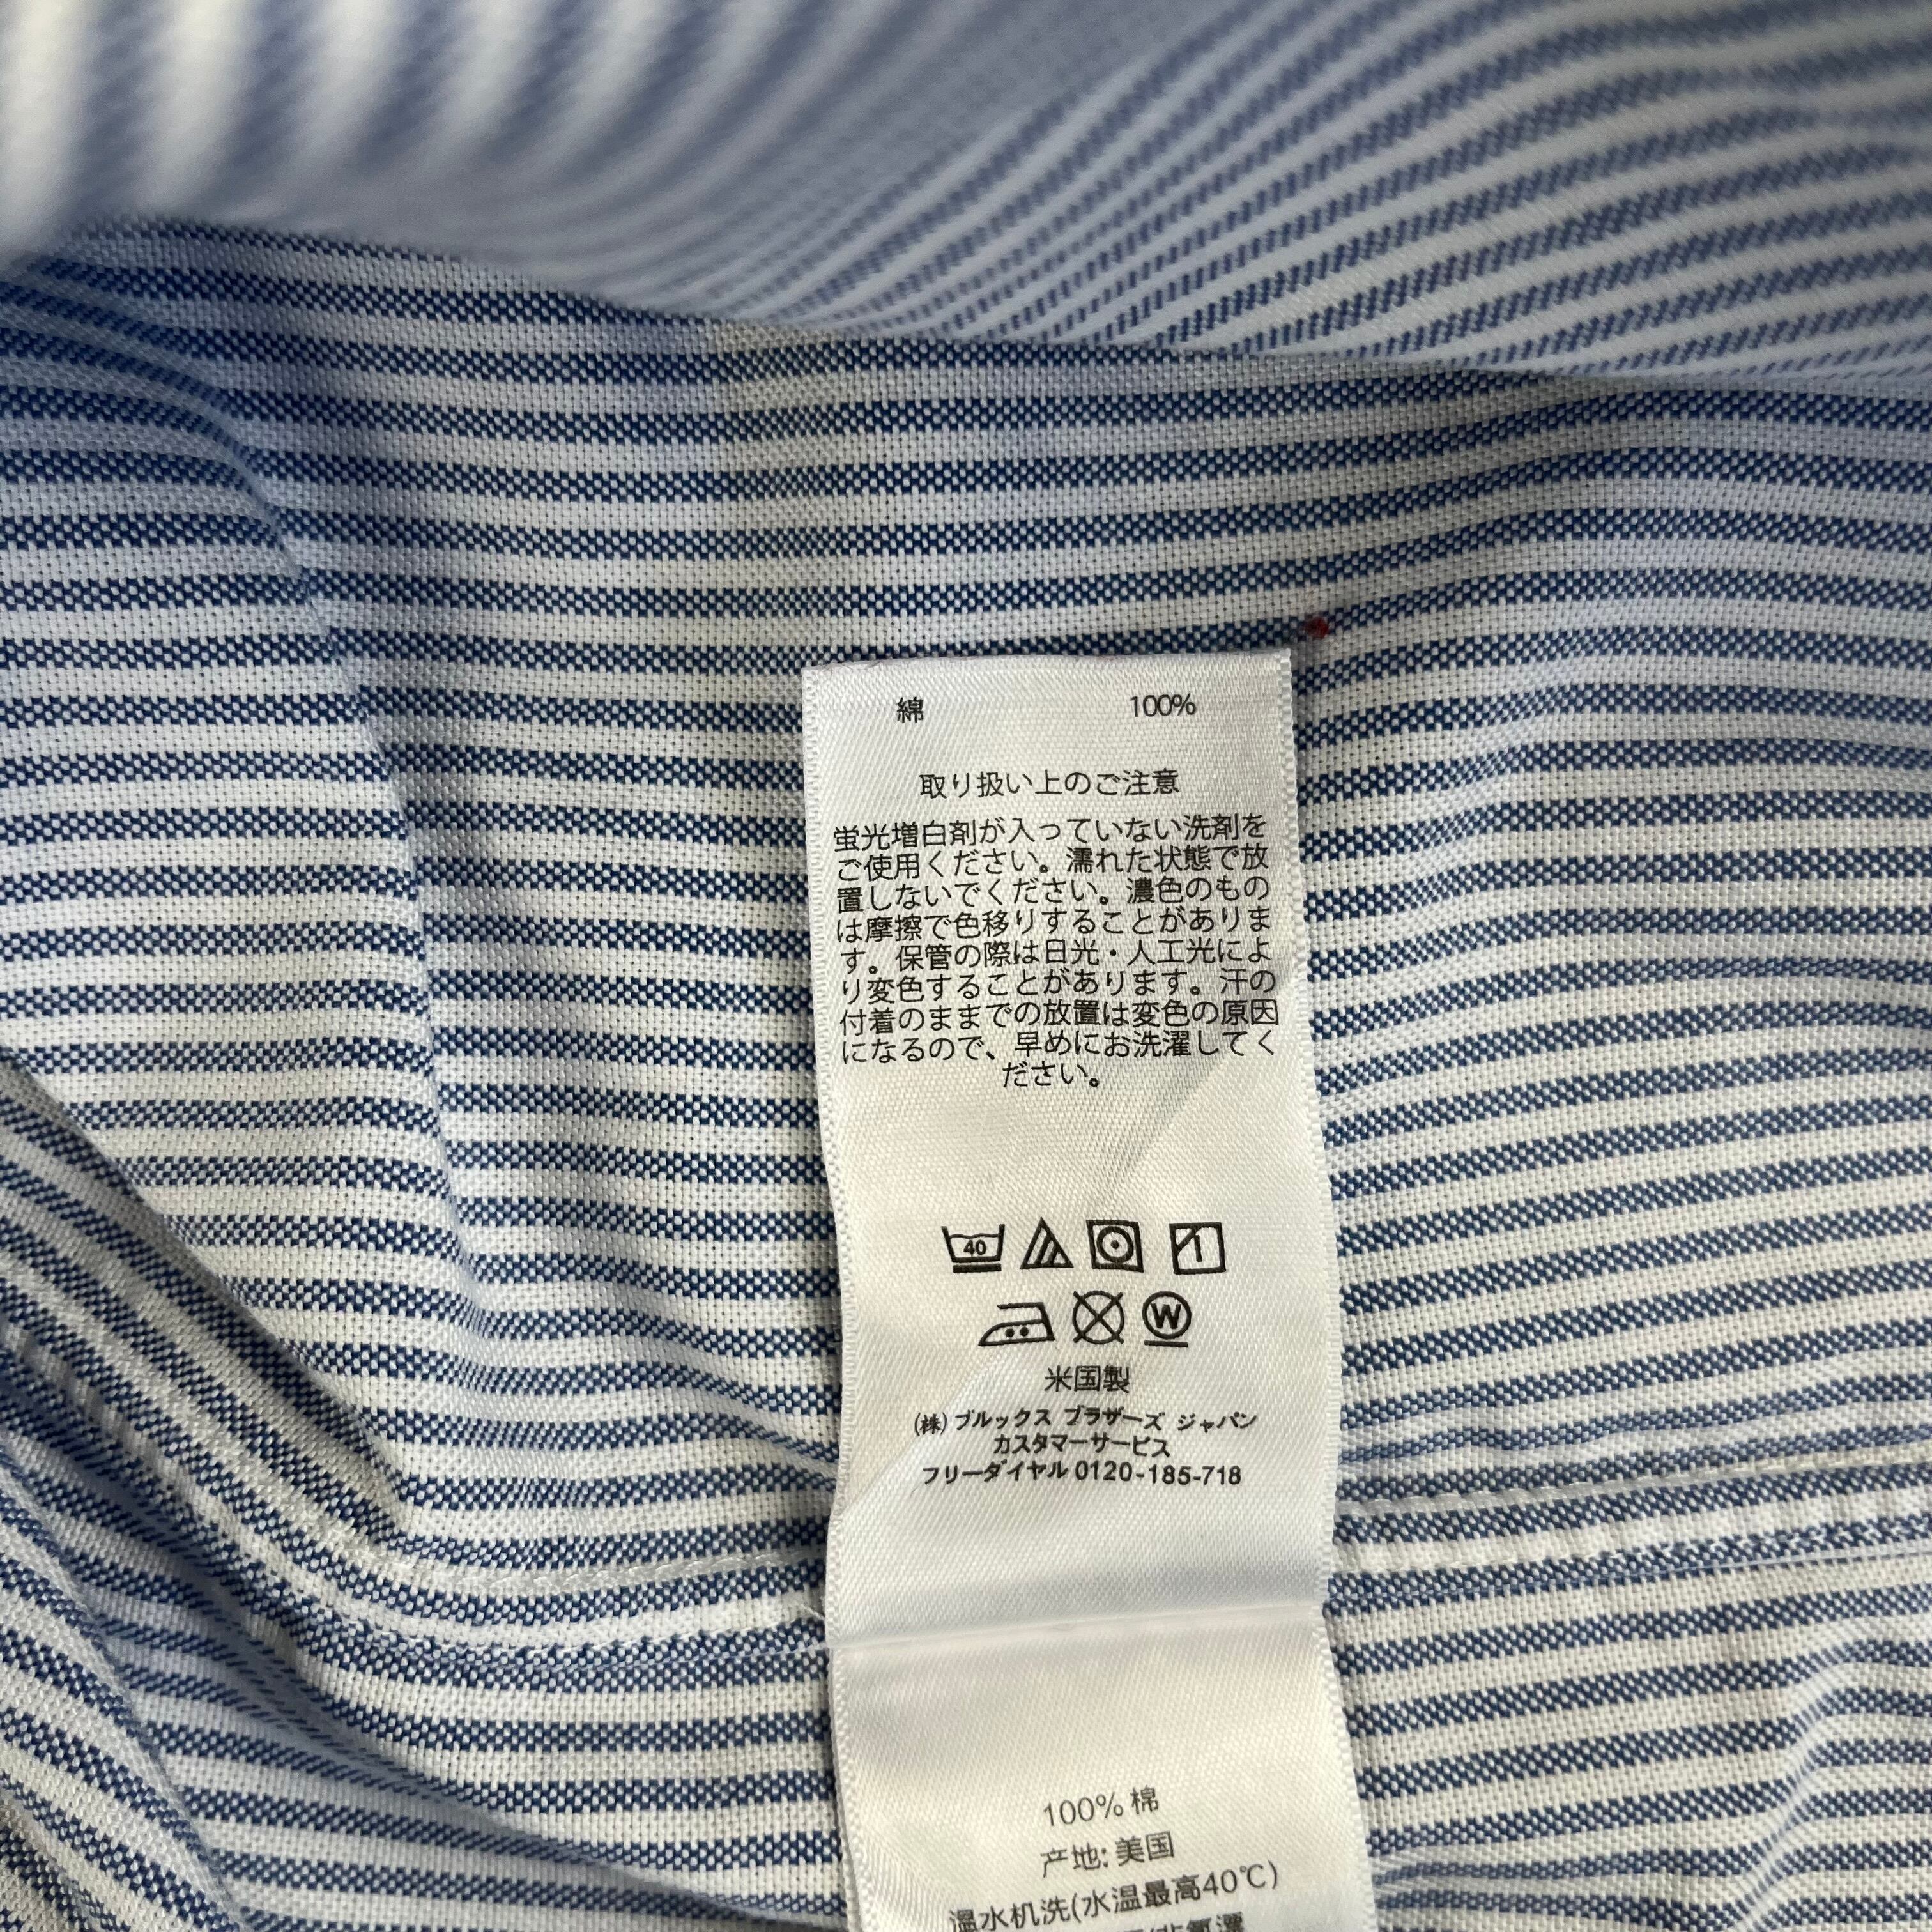 綿 100%
取り扱い上のご注意
蛍光増白剤が入っていない洗剤を
ご使用ください。濡れた状態で放
置しないでください。濃色のもの
は摩擦で色移りすることがありま
す。保管の際は日光・人工光によ
り変色することがあります。汗の
付着のままでの放置は変色の原因
になるので、早めにお洗濯してく
ださい。
40 1
W
米国製
(株)ブルックス ブラザーズ ジャパン
カスタマーサービス
フリーダイヤル 0120-185-718
100% 棉
产地: 美国
温水机洗(水温最高40℃)